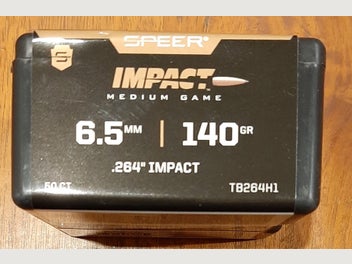 SPEER®
IMPACT
MEDIUM GAME
6.5MM | 140GR
.264" IMPACT
50 CT TB264H1